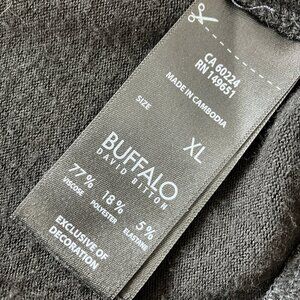 CA 60224
RN 149651
MADE IN CAMBODIA
SIZE
XL
BUFFALO
DAVID BITTON
77% 18% 5%
VISCOSE POLYESTER ELASTANE
EXCLUSIVE OF
DECORATION